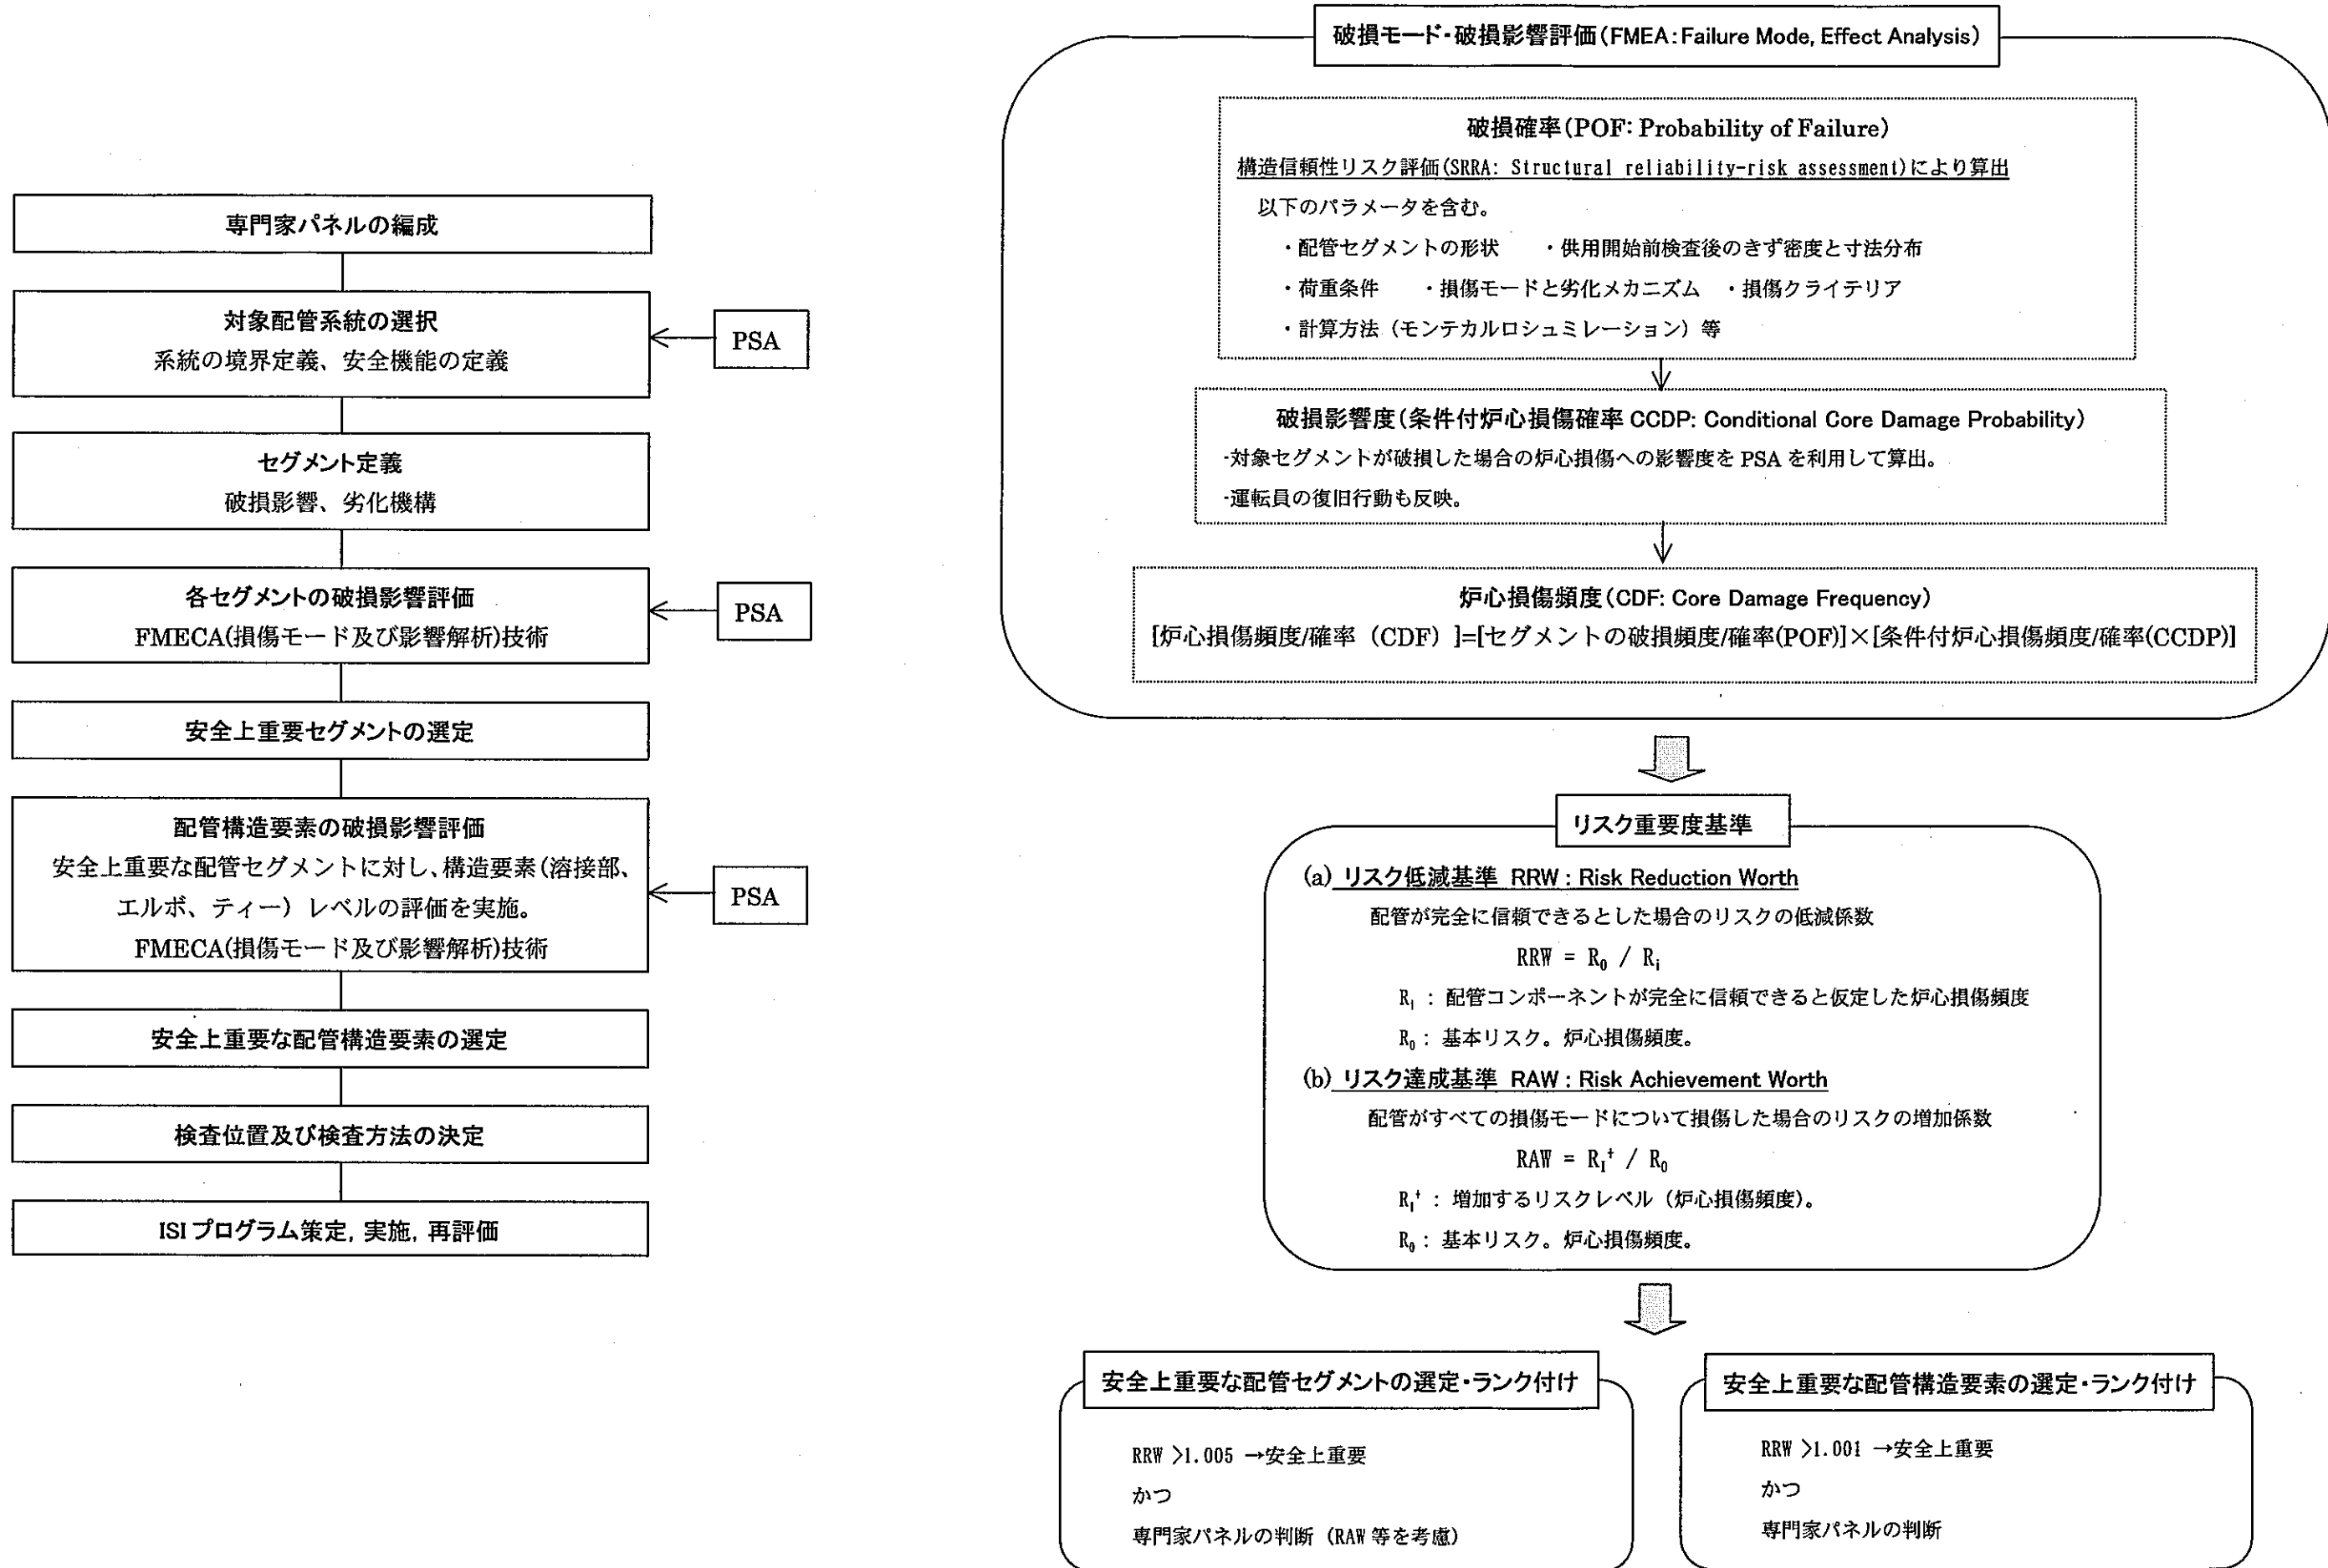 専門家パネルの編成
対象配管系統の選択
系統の境界定義、安全機能の定義
PSA
セグメント定義
破損影響、劣化機構
各セグメントの破損影響評価
FMECA(損傷モード及び影響解析)技術
PSA
安全上重要セグメントの選定
配管構造要素の破損影響評価
安全上重要な配管セグメントに対し、構造要素(溶接部、
エルボ、ティー）レベルの評価を実施。
FMECA(損傷モード及び影響解析)技術
PSA
安全上重要な配管構造要素の選定
検査位置及び検査方法の決定
ISI プログラム策定, 実施, 再評価
破損モード・破損影響評価(FMEA:Failure Mode, Effect Analysis)
破損確率(POF: Probability of Failure)
構造信頼性リスク評価(SRRA: Structural reliability-risk assessment)により算出
以下のパラメータを含む。
・配管セグメントの形状　・供用開始前検査後のきず密度と寸法分布
・荷重条件　・損傷モードと劣化メカニズム　・損傷クライテリア
・計算方法（モンテカルロシュミレーション）等
破損影響度(条件付炉心損傷確率 CCDP: Conditional Core Damage Probability)
-対象セグメントが破損した場合の炉心損傷への影響度を PSA を利用して算出。
-運転員の復旧行動も反映。
炉心損傷頻度(CDF: Core Damage Frequency)
[炉心損傷頻度/確率（CDF）]=[セグメントの破損頻度/確率(POF)]×[条件付炉心損傷頻度/確率(CCDP)]
リスク重要度基準
(a) リスク低減基準 RRW : Risk Reduction Worth
配管が完全に信頼できるとした場合のリスクの低減係数
RRW = R₀ / Rᵢ
Rᵢ : 配管コンポーネントが完全に信頼できると仮定した炉心損傷頻度
R₀ : 基本リスク。炉心損傷頻度。
(b) リスク達成基準 RAW : Risk Achievement Worth
配管がすべての損傷モードについて損傷した場合のリスクの増加係数
RAW = R_I⁺ / R₀
R_I⁺ : 増加するリスクレベル（炉心損傷頻度）。
R₀ : 基本リスク。炉心損傷頻度。
安全上重要な配管セグメントの選定・ランク付け
RRW >1.005 →安全上重要
かつ
専門家パネルの判断（RAW 等を考慮）
安全上重要な配管構造要素の選定・ランク付け
RRW >1.001 →安全上重要
かつ
専門家パネルの判断